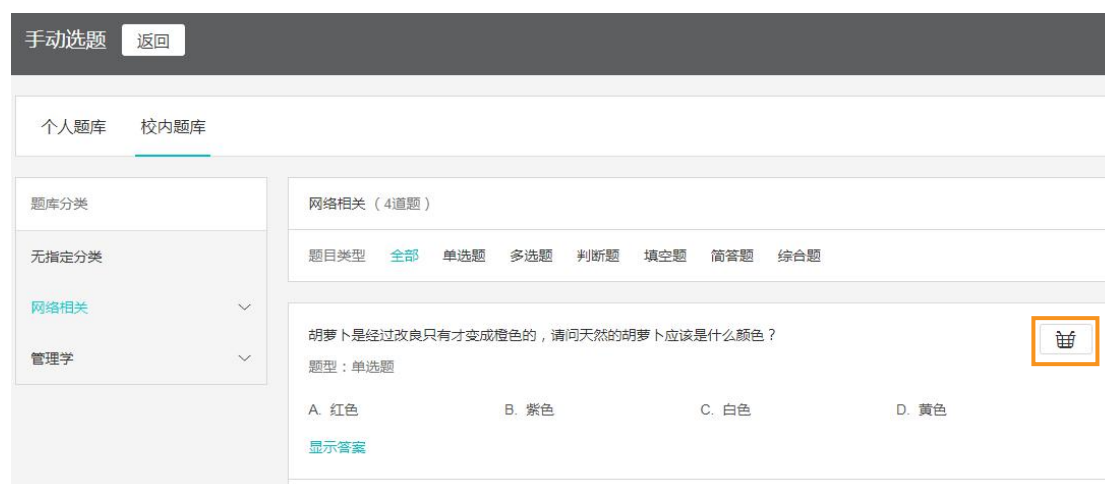 手动选题 返回
个人题库 校内题库
题库分类
无指定分类
网络相关
管理学
网络相关（4道题）
题目类型 全部 单选题 多选题 判断题 填空题 简答题 综合题
胡萝卜是经过改良只有才变成橙色的，请问天然的胡萝卜应该是什么颜色？
题型：单选题
A. 红色 B. 紫色 C. 白色 D. 黄色
显示答案